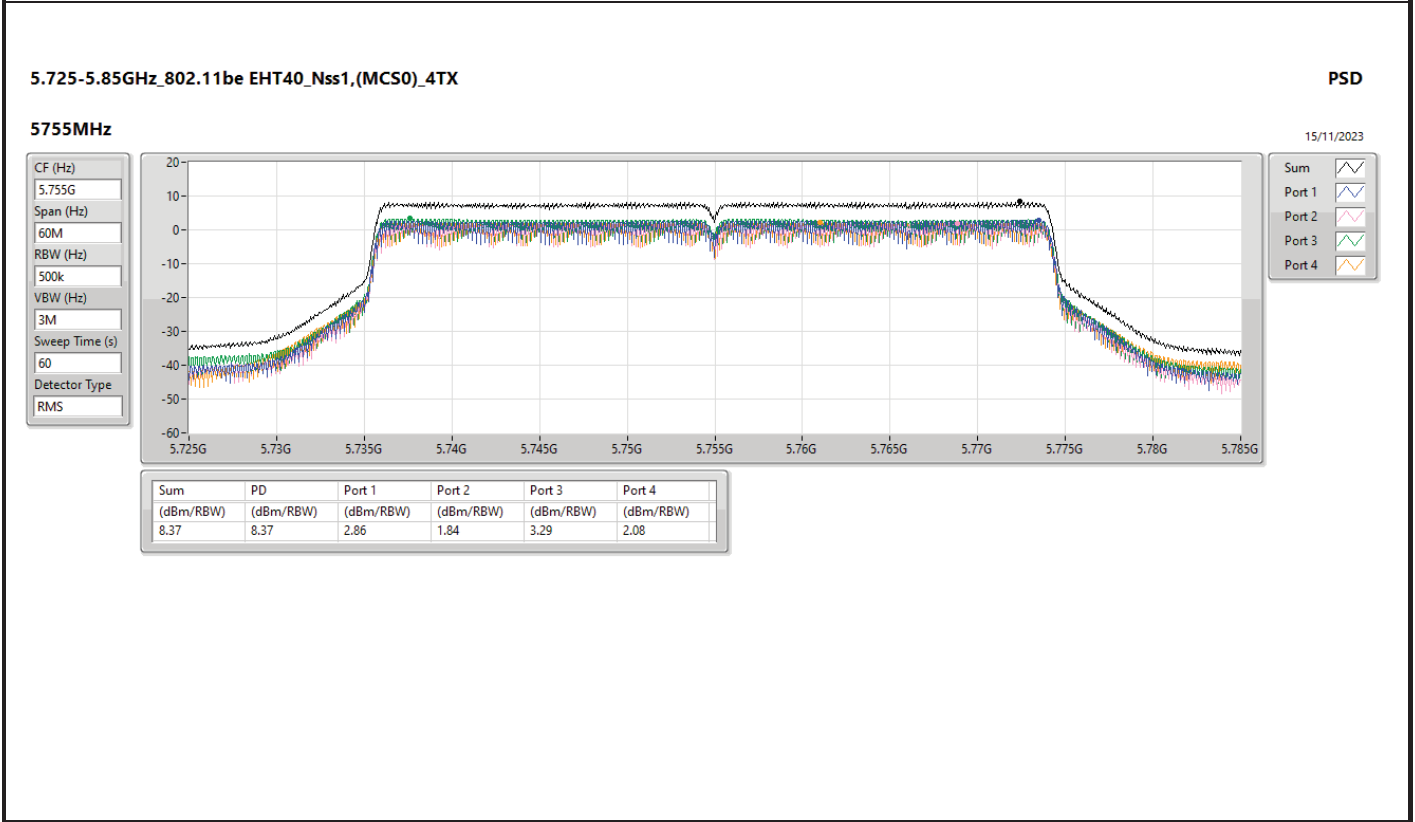 5.725-5.85GHz_802.11be EHT40_Nss1,(MCS0)_4TX PSD
5755MHz
15/11/2023
CF (Hz)
5.755G
Span (Hz)
60M
RBW (Hz)
500k
VBW (Hz)
3M
Sweep Time (s)
60
Detector Type
RMS
20
10
0
-10
-20
-30
-40
-50
-60
5.725G 5.73G 5.735G 5.74G 5.745G 5.75G 5.755G 5.76G 5.765G 5.77G 5.775G 5.78G 5.785G
Sum
Port 1
Port 2
Port 3
Port 4
Sum PD Port 1 Port 2 Port 3 Port 4
(dBm/RBW) (dBm/RBW) (dBm/RBW) (dBm/RBW) (dBm/RBW) (dBm/RBW)
8.37 8.37 2.86 1.84 3.29 2.08